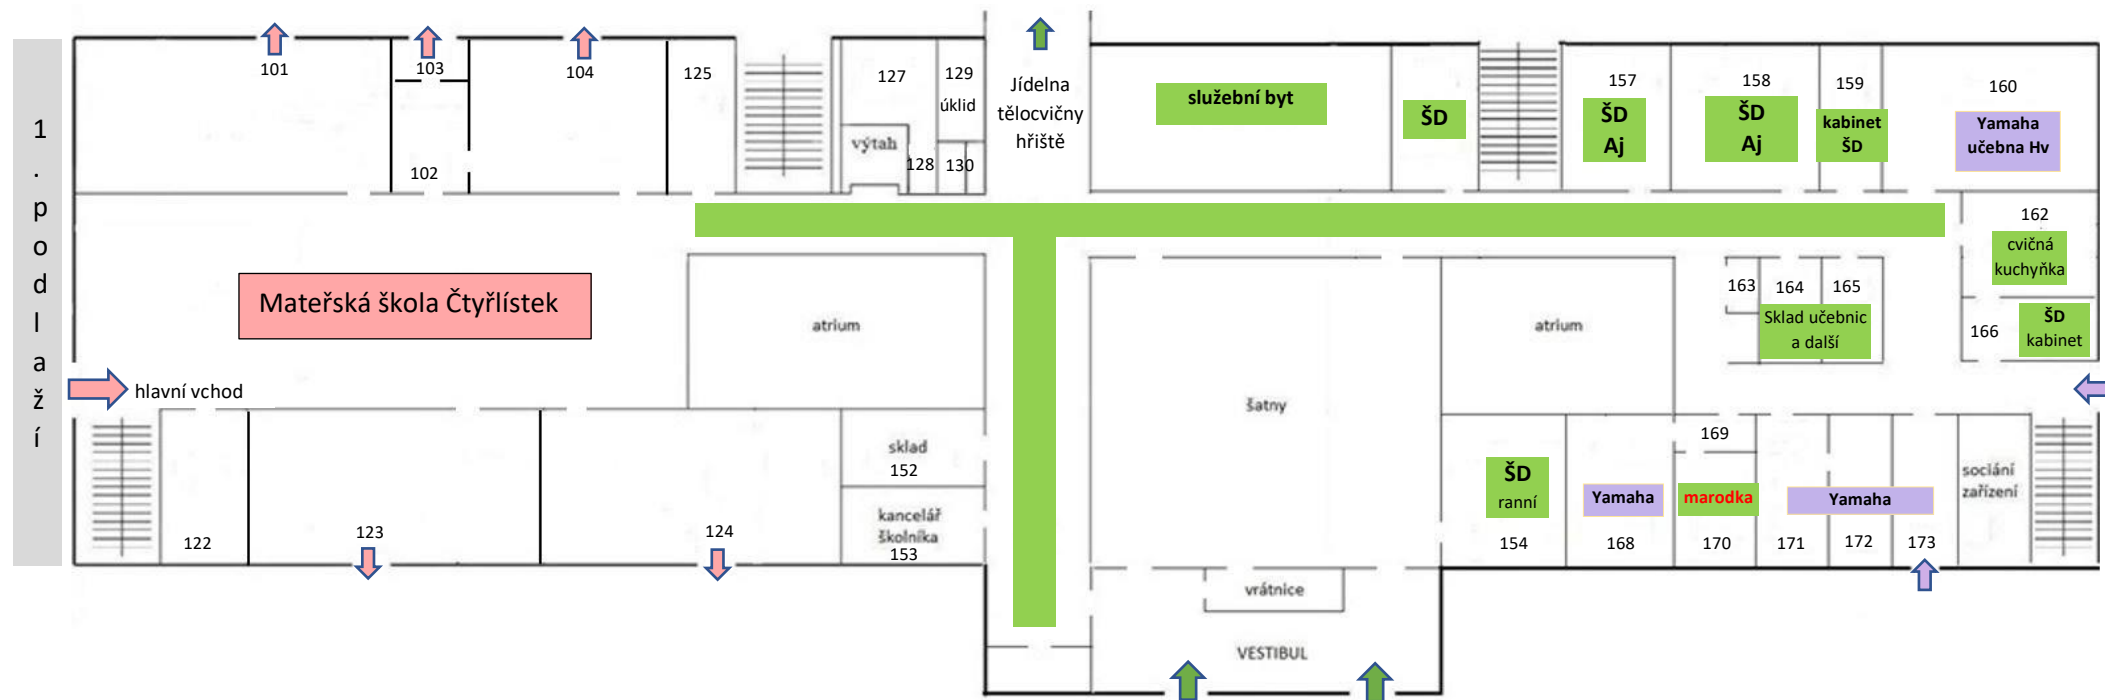 1
.
p
o
d
l
a
ž
í
101
103
104
125
127
129
úklid
výtah
128
130
102
Jídelna
tělocvičny
hřiště
služební byt
ŠD
157
ŠD
Aj
158
ŠD
Aj
159
kabinet
ŠD
160
Yamaha
učebna Hv
162
cvičná
kuchyňka
Mateřská škola Čtyřlístek
atrium
atrium
163
164
165
Sklad učebnic
a další
166
ŠD
kabinet
hlavní vchod
šatny
122
123
124
sklad
152
kancelář
školníka
153
ŠD
ranní
154
Yamaha
168
169
marodka
170
Yamaha
171
172
173
sociání
zařízení
vrátnice
VESTIBUL